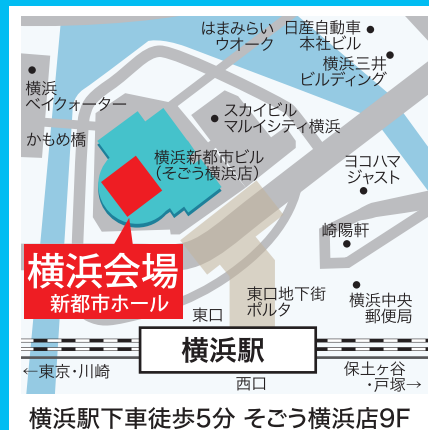 はまみらい
ウオーク
日産自動車
本社ビル
横浜三井
ビルディング
横浜
ベイクォーター
スカイビル
マルイシティ横浜
かもめ橋
横浜新都市ビル
（そごう横浜店）
ヨコハマ
ジャスト
崎陽軒
横浜会場
新都市ホール
東口地下街
ポルタ
横浜中央
郵便局
東口
横浜駅
←東京・川崎
西口
保土ヶ谷
・戸塚→
横浜駅下車徒歩5分 そごう横浜店9F